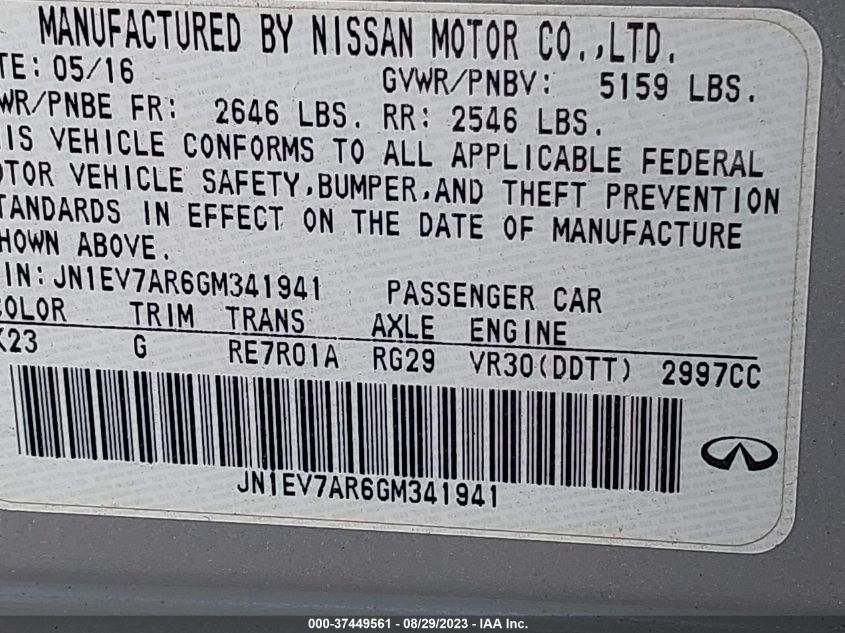 MANUFACTURED BY NISSAN MOTOR CO.,LTD.
TE: 05/16 GVWR/PNBV: 5159 LBS.
WR/PNBE FR: 2646 LBS. RR: 2546 LBS.
IS VEHICLE CONFORMS TO ALL APPLICABLE FEDERAL
OTOR VEHICLE SAFETY,BUMPER,AND THEFT PREVENTION
TANDARDS IN EFFECT ON THE DATE OF MANUFACTURE
HOWN ABOVE.
IN: JN1EV7AR6GM341941 PASSENGER CAR
COLOR TRIM TRANS AXLE ENGINE
K23 G RE7R01A RG29 VR30(DDTT) 2997CC
JN1EV7AR6GM341941
000-37449561 - 08/29/2023 - IAA Inc.